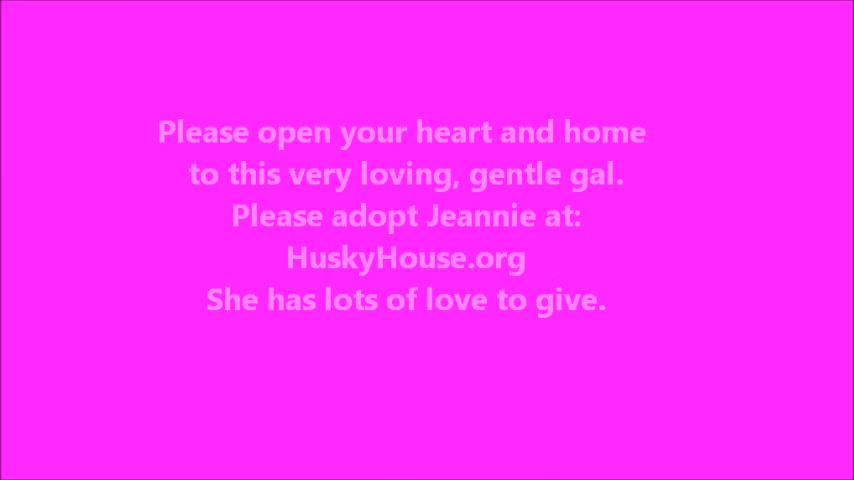 Please open your heart and home
to this very loving, gentle gal.
Please adopt Jeannie at:
HuskyHouse.org
She has lots of love to give.